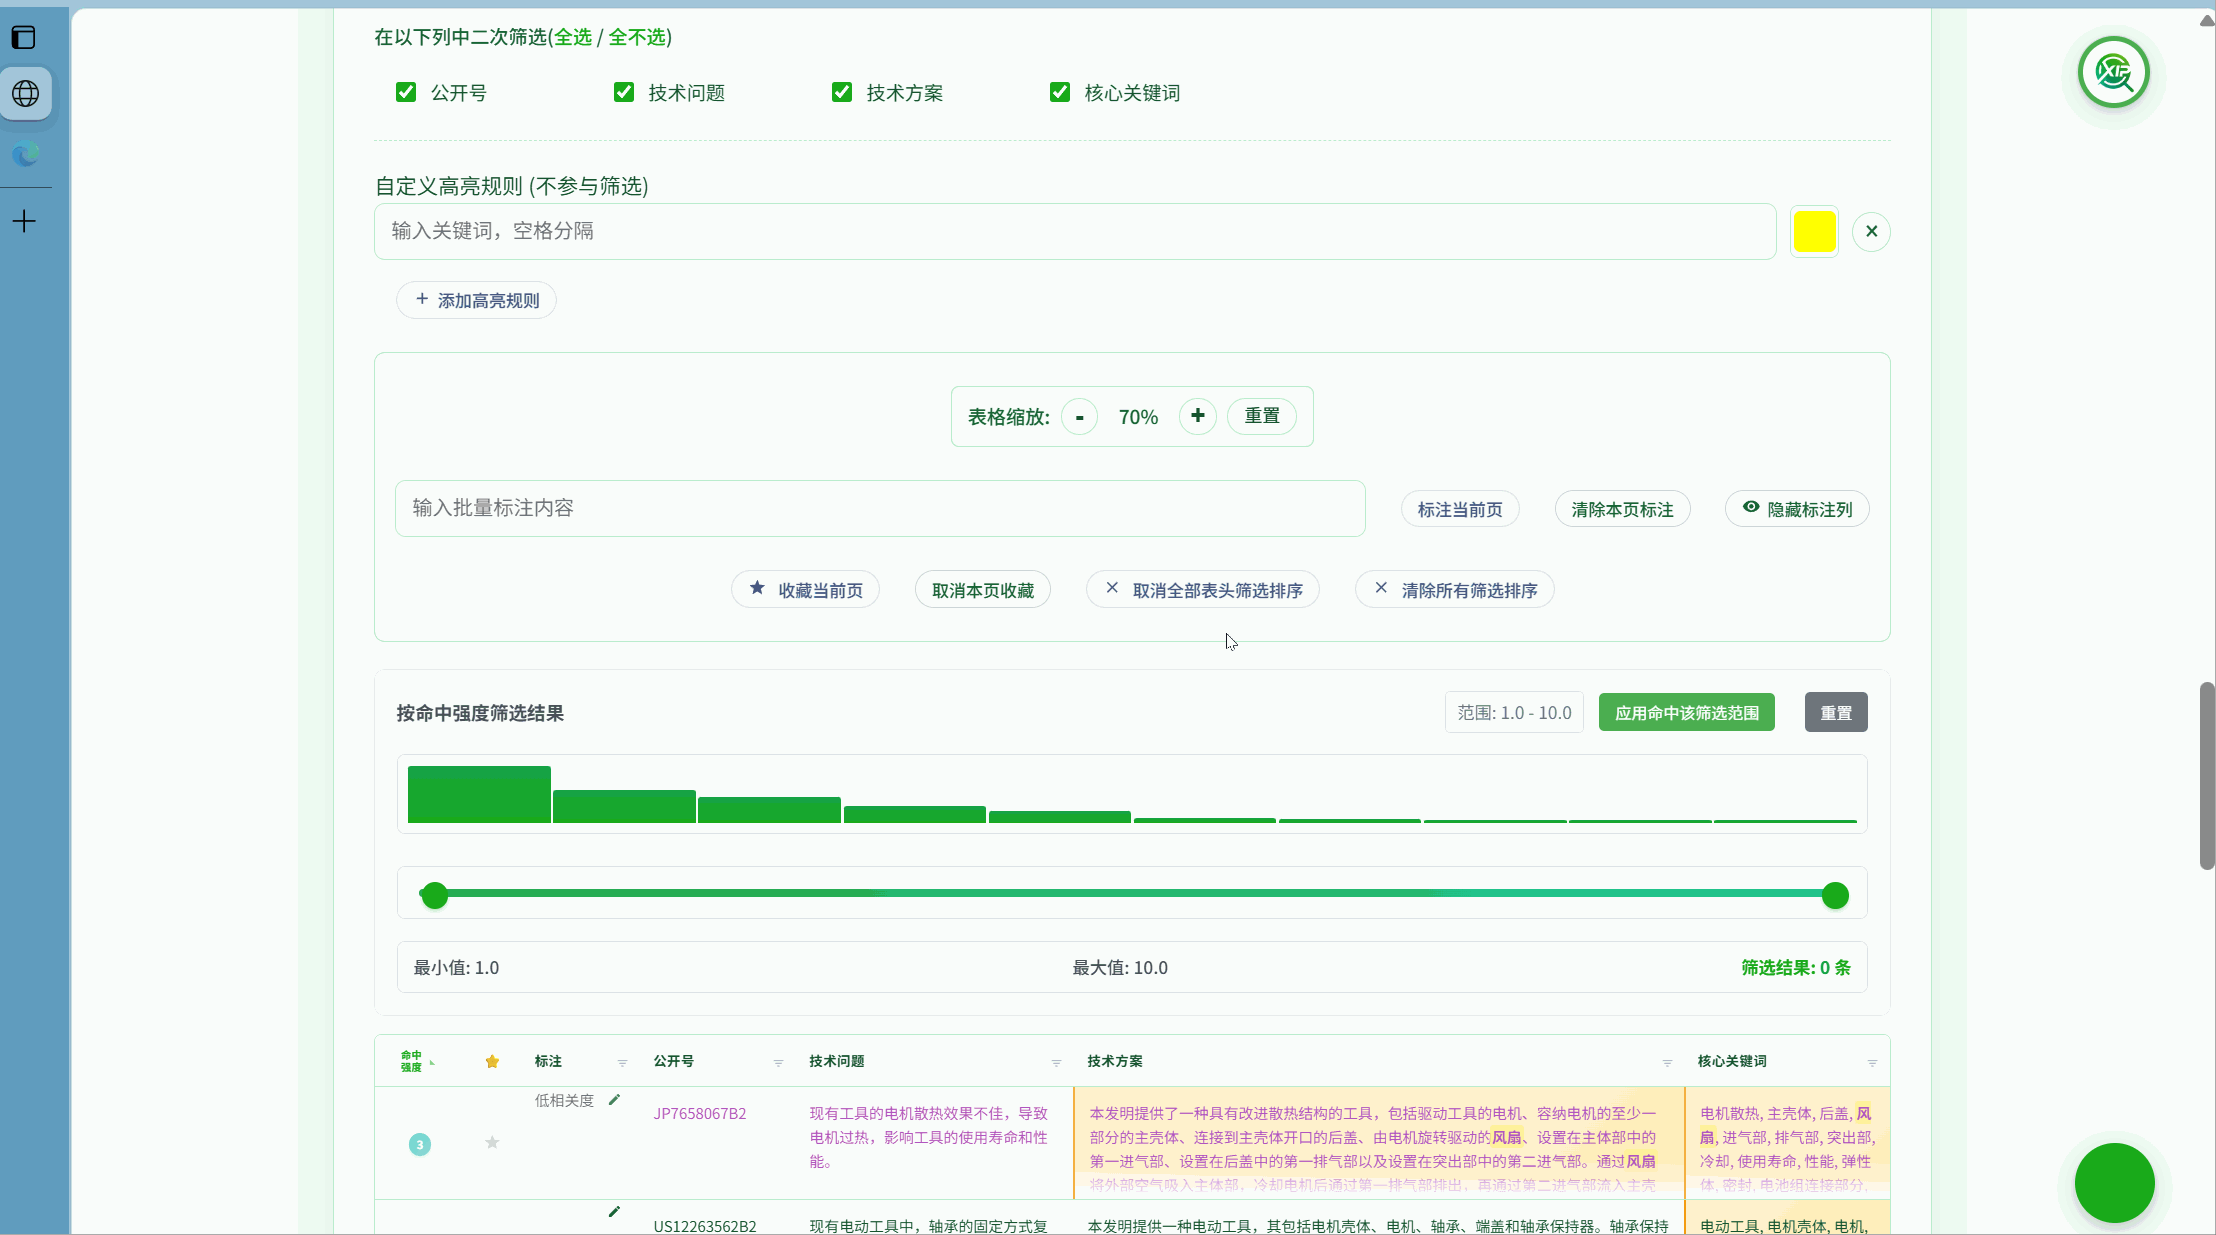 在以下列中二次筛选(全选 / 全不选)
公开号 技术问题 技术方案 核心关键词
自定义高亮规则 (不参与筛选)
输入关键词，空格分隔
+ 添加高亮规则
表格缩放: - 70% + 重置
输入批量标注内容 标注当前页 清除本页标注 隐藏标注列
★ 收藏当前页 取消本页收藏 × 取消全部表头筛选排序 × 清除所有筛选排序
按命中强度筛选结果 范围: 1.0 - 10.0 应用命中该筛选范围 重置
最小值: 1.0 最大值: 10.0 筛选结果: 0 条
命中
强度
标注 公开号 技术问题 技术方案 核心关键词
3
低相关度
JP7658067B2
现有工具的电机散热效果不佳，导致
电机过热，影响工具的使用寿命和性
能。
本发明提供了一种具有改进散热结构的工具，包括驱动工具的电机、容纳电机的至少一
部分的主壳体、连接到主壳体开口的后盖、由电机旋转驱动的风扇、设置在主体部中的
第一进气部、设置在后盖中的第一排气部以及设置在突出部中的第二进气部。通过风扇
将外部空气吸入主体部，冷却电机后通过第一排气部排出，再通过第二进气部流入主壳
电机散热, 主壳体, 后盖, 风
扇, 进气部, 排气部, 突出部,
冷却, 使用寿命, 性能, 弹性
体, 密封, 电池组连接部分,
US12263562B2
现有电动工具中，轴承的固定方式复
本发明提供一种电动工具，其包括电机壳体、电机、轴承、端盖和轴承保持器。轴承保持
电动工具, 电机壳体, 电机,
XIP